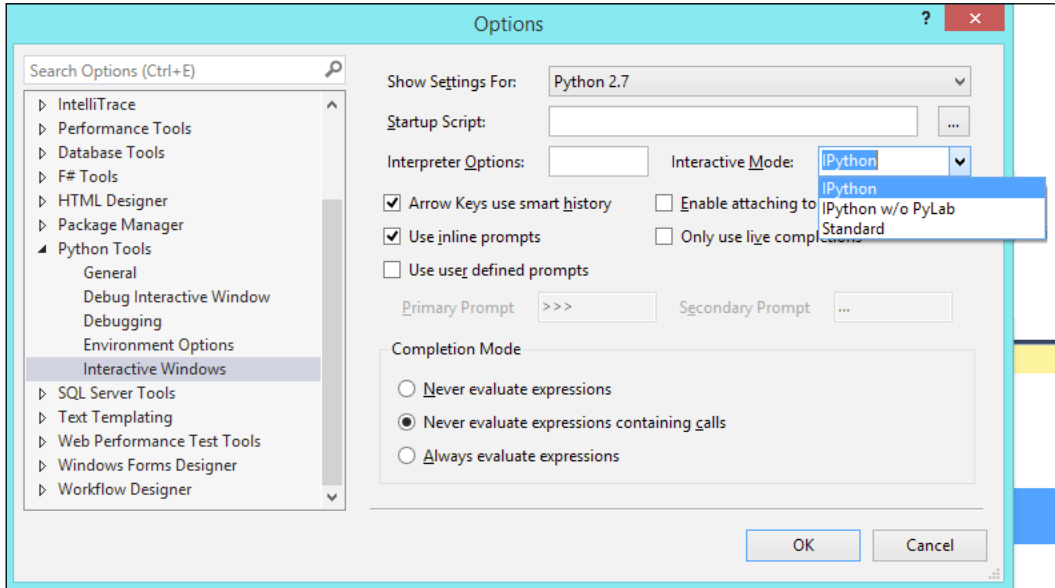 Options
?
×
Search Options (Ctrl+E)
IntelliTrace
Performance Tools
Database Tools
F# Tools
HTML Designer
Package Manager
Python Tools
General
Debug Interactive Window
Debugging
Environment Options
Interactive Windows
SQL Server Tools
Text Templating
Web Performance Test Tools
Windows Forms Designer
Workflow Designer
Show Settings For: Python 2.7
Startup Script: ...
Interpreter Options: Interactive Mode: IPython
IPython
IPython w/o PyLab
Standard
Arrow Keys use smart history Enable attaching to
Use inline prompts Only use live completions
Use user defined prompts
Primary Prompt >>> Secondary Prompt ...
Completion Mode
Never evaluate expressions
Never evaluate expressions containing calls
Always evaluate expressions
OK Cancel